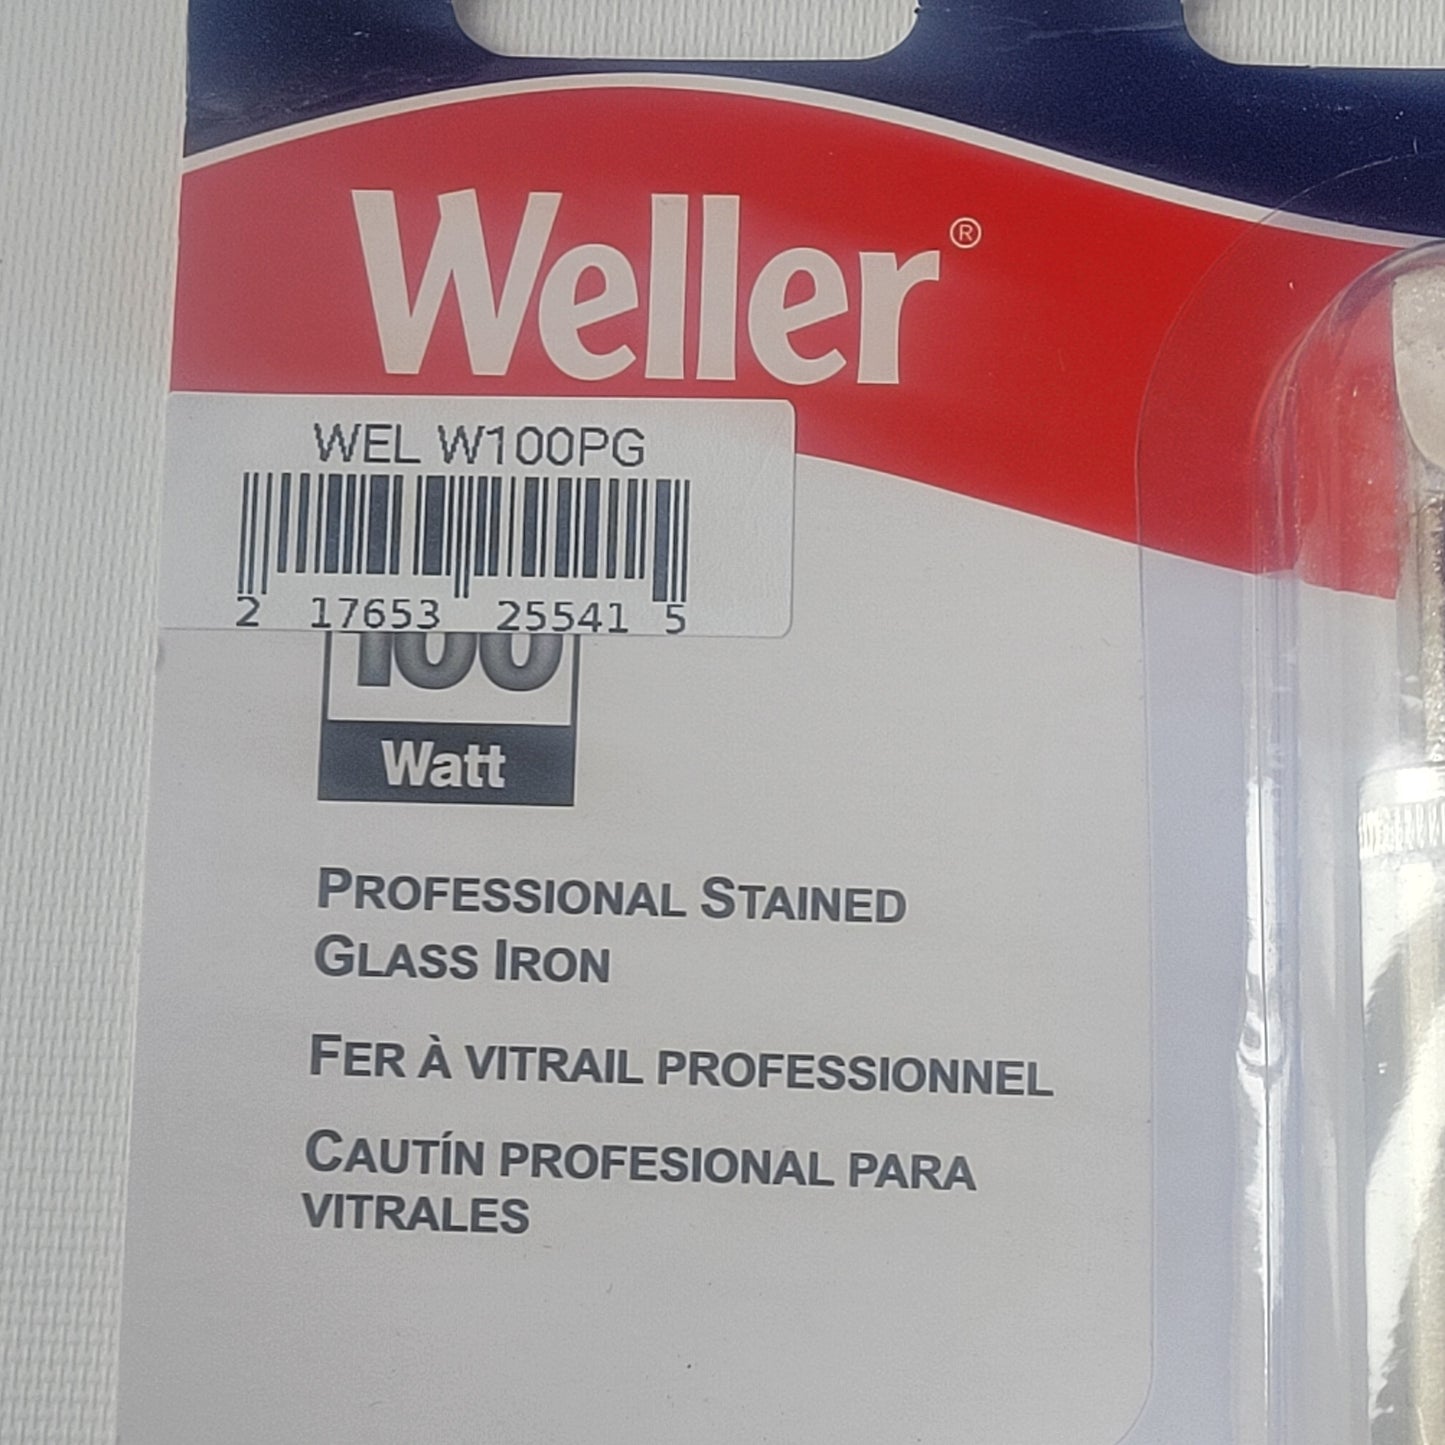 Weller®
WEL W100PG
2 17653 25541 5
100
Watt
PROFESSIONAL STAINED
GLASS IRON
FER À VITRAIL PROFESSIONNEL
CAUTÍN PROFESIONAL PARA
VITRALES